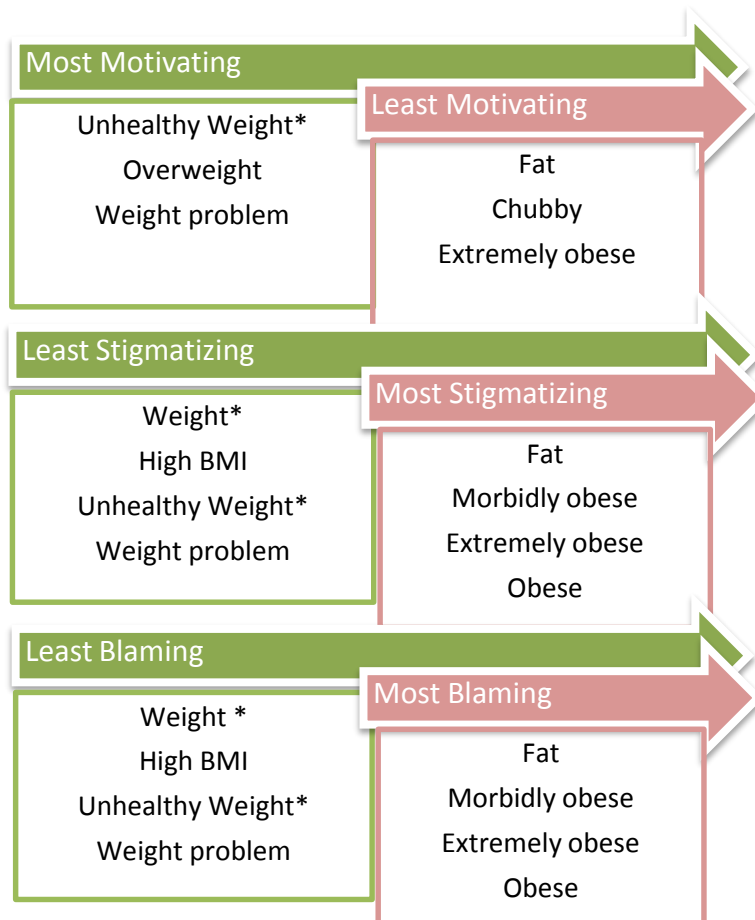 Most Motivating
Unhealthy Weight*
Overweight
Weight problem
Least Motivating
Fat
Chubby
Extremely obese
Least Stigmatizing
Weight*
High BMI
Unhealthy Weight*
Weight problem
Most Stigmatizing
Fat
Morbidly obese
Extremely obese
Obese
Least Blaming
Weight *
High BMI
Unhealthy Weight*
Weight problem
Most Blaming
Fat
Morbidly obese
Extremely obese
Obese